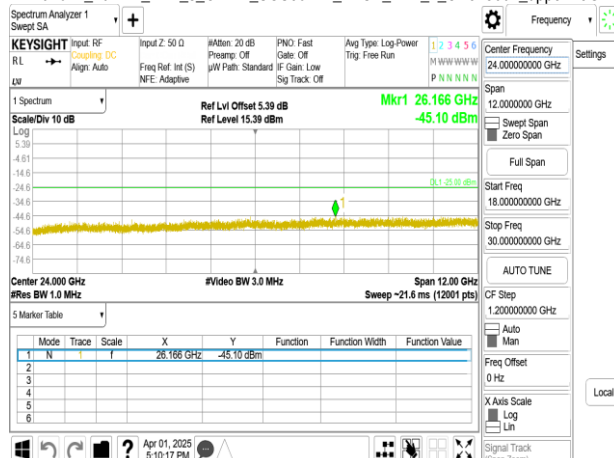 Spectrum Analyzer 1
Swept SA
Frequency
Settings
KEYSIGHT
RL
Input: RF
Coupling: DC
Align: Auto
Input Z: 50 Ω
Freq Ref: Int (S)
NFE: Adaptive
#Atten: 20 dB
Preamp: Off
µW Path: Standard
PNO: Fast
Gate: Off
IF Gain: Low
Sig Track: Off
Avg Type: Log-Power
Trig: Free Run
1 2 3 4 5 6
M W W W W W
P N N N N N
1 Spectrum
Scale/Div 10 dB
Log
Ref Lvl Offset 5.39 dB
Ref Level 15.39 dBm
Mkr1 26.166 GHz
-45.10 dBm
5.39
-4.61
-14.6
-24.6
-34.6
-44.6
-54.6
-64.6
-74.6
DL1 -25.00 dBm
1
Center 24.000 GHz
#Res BW 1.0 MHz
#Video BW 3.0 MHz
Span 12.00 GHz
Sweep ~21.6 ms (12001 pts)
5 Marker Table
Mode Trace Scale X Y Function Function Width Function Value
1 N 1 f 26.166 GHz -45.10 dBm
2
3
4
5
6
Apr 01, 2025
5:10:17 PM
Center Frequency
24.000000000 GHz
Span
12.0000000 GHz
Swept Span
Zero Span
Full Span
Start Freq
18.000000000 GHz
Stop Freq
30.000000000 GHz
AUTO TUNE
CF Step
1.200000000 GHz
Auto
Man
Freq Offset
0 Hz
X Axis Scale
Log
Lin
Signal Track
Local